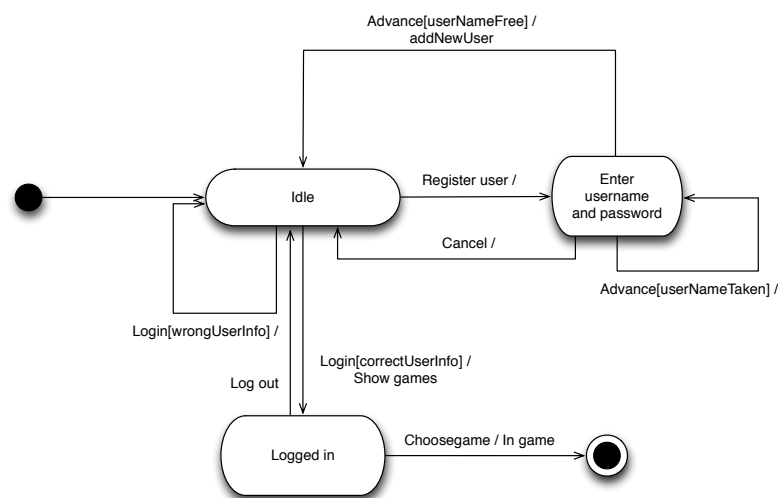 Advance[userNameFree] /
addNewUser
Idle
Register user /
Enter
username
and password
Cancel /
Advance[userNameTaken] /
Login[wrongUserInfo] /
Login[correctUserInfo] /
Show games
Log out
Logged in
Choosegame / In game